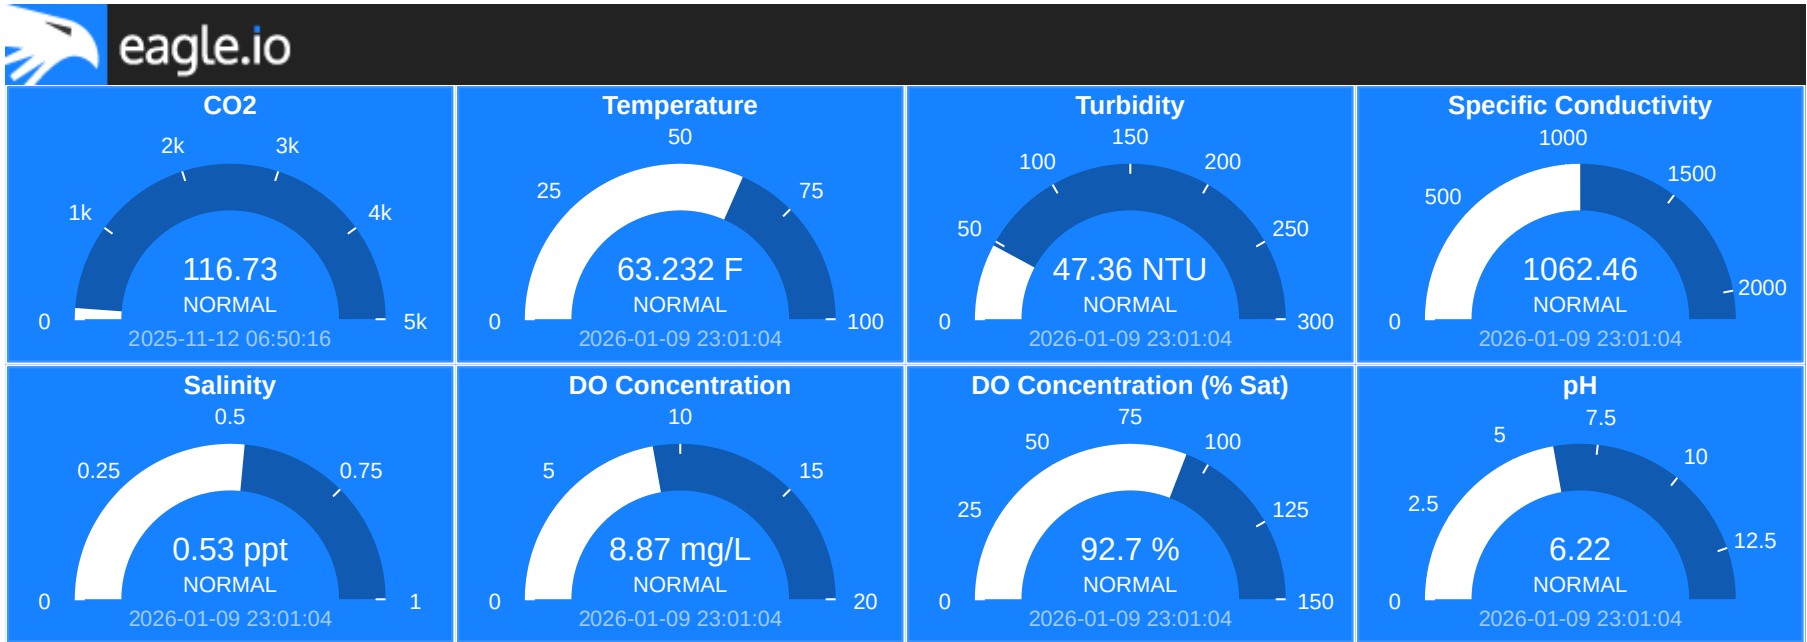 eagle.io
CO2
0
1k
2k
3k
4k
5k
116.73
NORMAL
2025-11-12 06:50:16
Temperature
0
25
50
75
100
63.232 F
NORMAL
2026-01-09 23:01:04
Turbidity
0
50
100
150
200
250
300
47.36 NTU
NORMAL
2026-01-09 23:01:04
Specific Conductivity
0
500
1000
1500
2000
1062.46
NORMAL
2026-01-09 23:01:04
Salinity
0
0.25
0.5
0.75
1
0.53 ppt
NORMAL
2026-01-09 23:01:04
DO Concentration
0
5
10
15
20
8.87 mg/L
NORMAL
2026-01-09 23:01:04
DO Concentration (% Sat)
0
25
50
75
100
125
150
92.7 %
NORMAL
2026-01-09 23:01:04
pH
0
2.5
5
7.5
10
12.5
6.22
NORMAL
2026-01-09 23:01:04